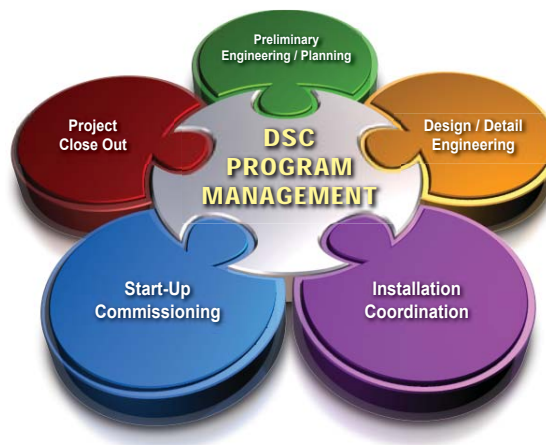 Preliminary
Engineering / Planning
Project
Close Out
DSC
PROGRAM
MANAGEMENT
Design / Detail
Engineering
Start-Up
Commissioning
Installation
Coordination